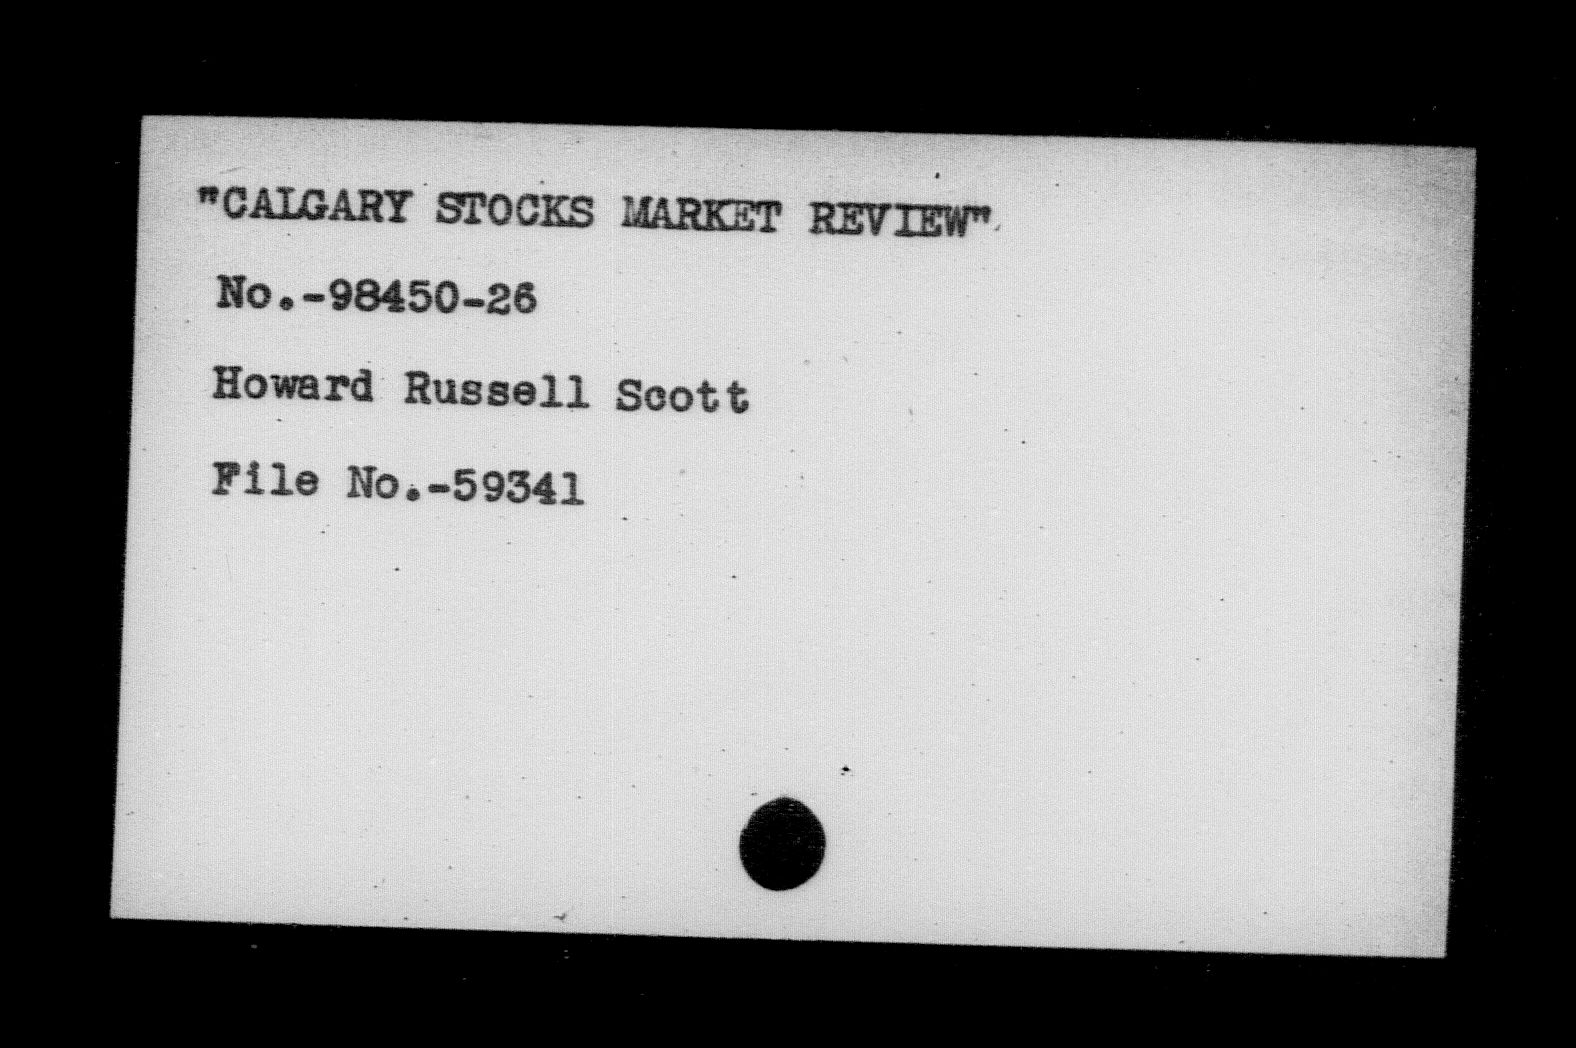 "CALGARY STOCKS MARKET REVIEW"
No.-98450-26
Howard Russell Scott
File No.-59341